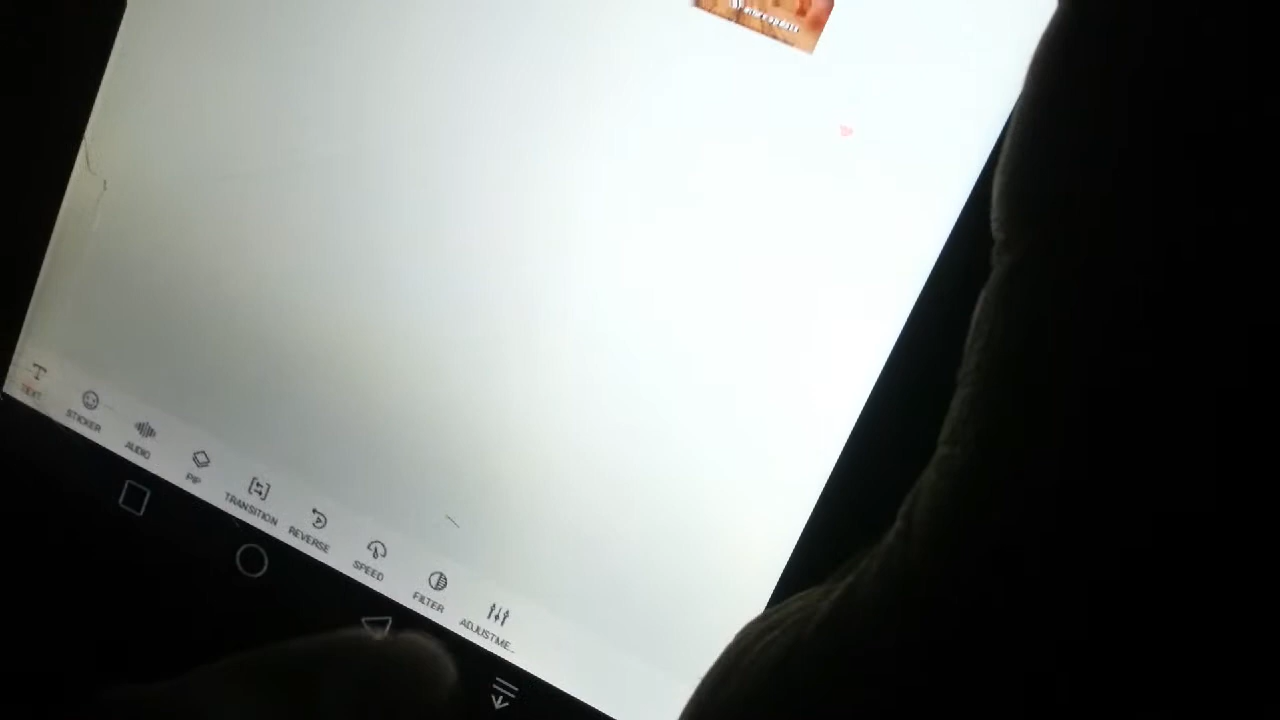 TEXT
STICKER
AUDIO
PIP
TRANSITION
REVERSE
SPEED
FILTER
ADJUSTME...